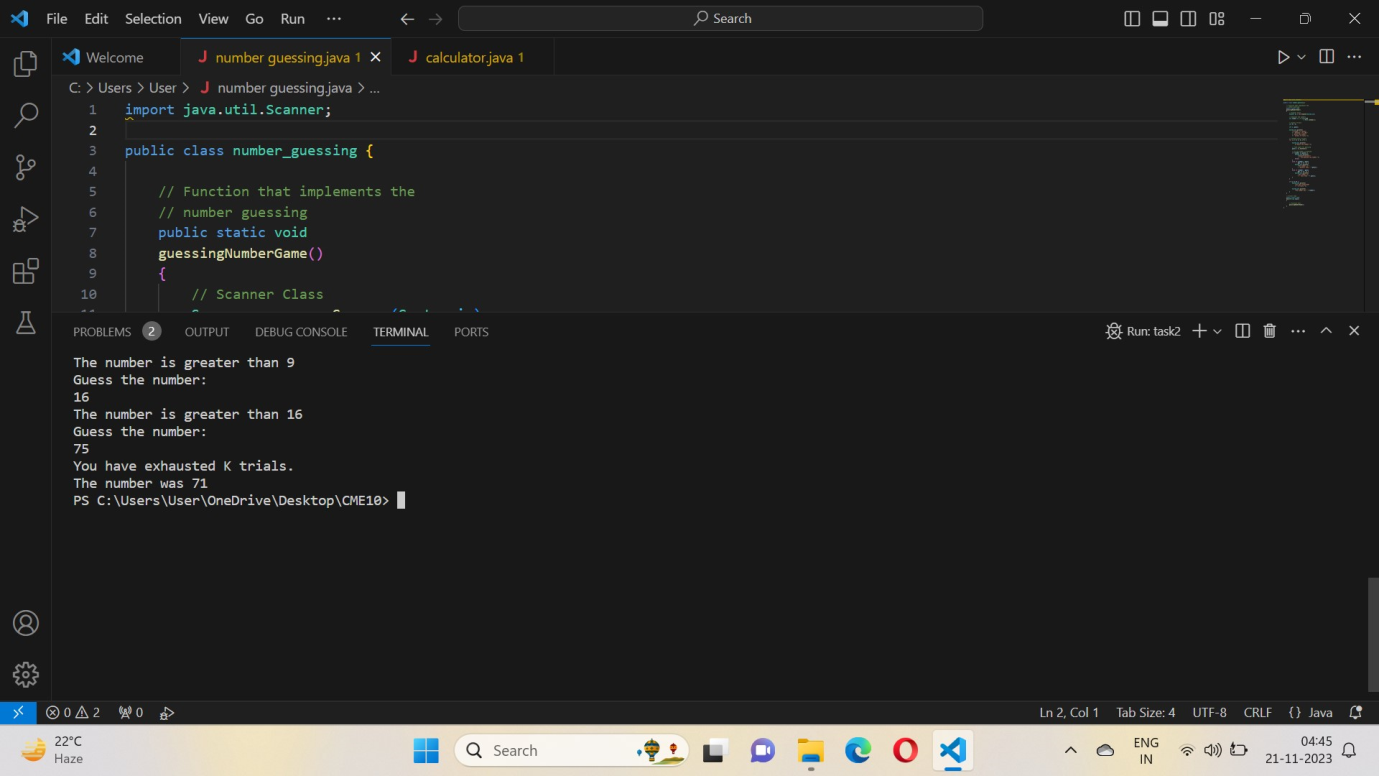 File Edit Selection View Go Run ··· Search
Welcome J number guessing.java 1 J calculator.java 1
C: > Users > User > J number guessing.java > ...
1 import java.util.Scanner;
2
3 public class number_guessing {
4
5 // Function that implements the
6 // number guessing
7 public static void
8 guessingNumberGame()
9 {
10 // Scanner Class
PROBLEMS 2 OUTPUT DEBUG CONSOLE TERMINAL PORTS Run: task2
The number is greater than 9
Guess the number:
16
The number is greater than 16
Guess the number:
75
You have exhausted K trials.
The number was 71
PS C:\Users\User\OneDrive\Desktop\CME10>
0 2 0 Ln 2, Col 1 Tab Size: 4 UTF-8 CRLF {} Java
22°C
Haze
Search
ENG
IN
04:45
21-11-2023